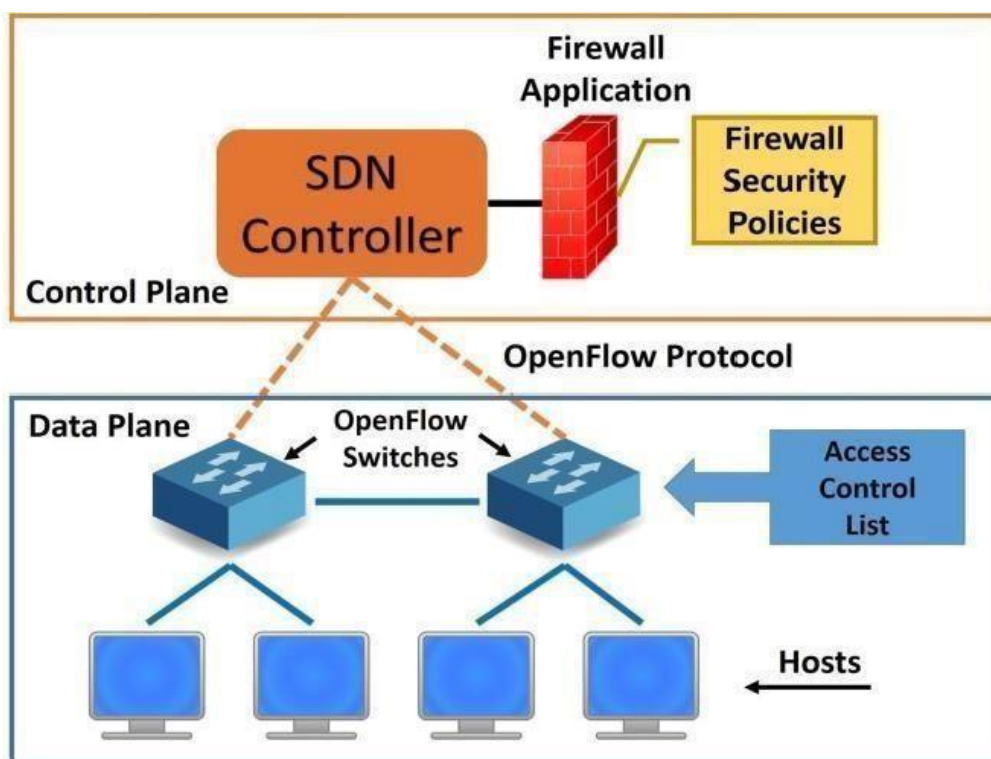 Firewall
Application
SDN
Controller
Firewall
Security
Policies
Control Plane
OpenFlow Protocol
Data Plane
OpenFlow
Switches
Access
Control
List
Hosts